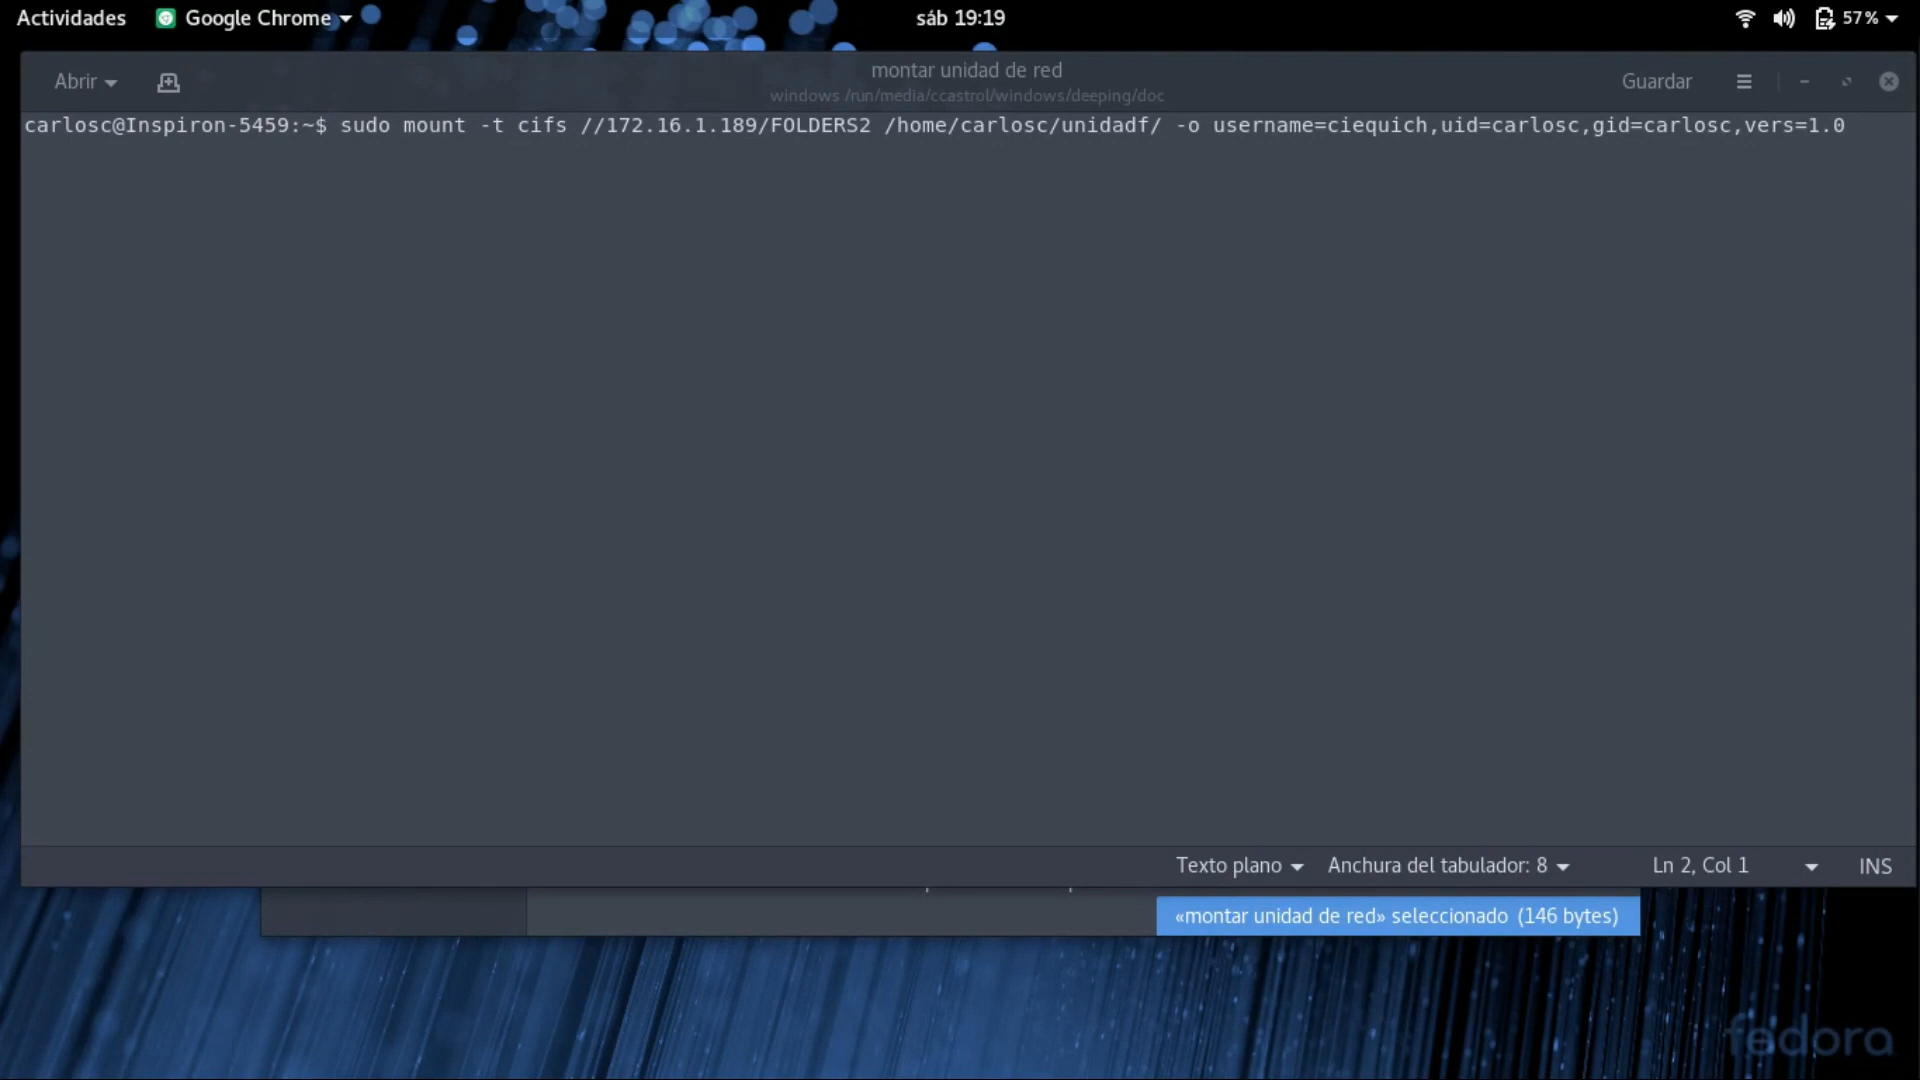 Actividades Google Chrome sáb 19:19 57%
Abrir montar unidad de red Guardar
windows /run/media/ccastrol/windows/deeping/doc
carlosc@Inspiron-5459:~$ sudo mount -t cifs //172.16.1.189/FOLDERS2 /home/carlosc/unidadf/ -o username=ciequich,uid=carlosc,gid=carlosc,vers=1.0
Texto plano Anchura del tabulador: 8 Ln 2, Col 1 INS
«montar unidad de red» seleccionado (146 bytes)
fedora